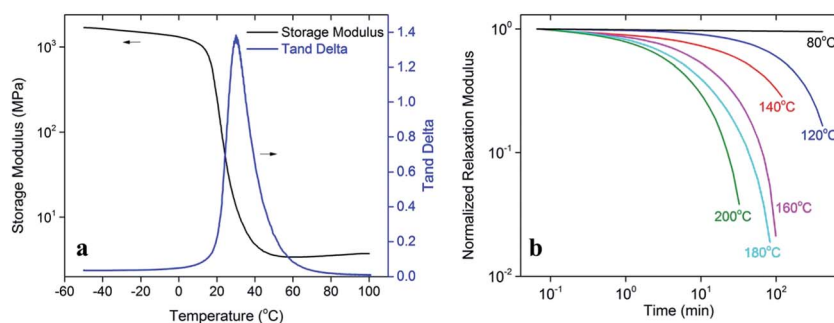 Storage Modulus
Tand Delta
Storage Modulus (MPa)
10³
10²
10¹
1.4
1.2
1.0
0.8
0.6
0.4
0.2
0.0
Tand Delta
a
-60 -40 -20 0 20 40 60 80 100
Temperature (°C)
Normalized Relaxation Modulus
10⁰
10⁻¹
10⁻²
80°C
140°C
120°C
160°C
200°C
180°C
b
10⁻¹ 10⁰ 10¹ 10²
Time (min)